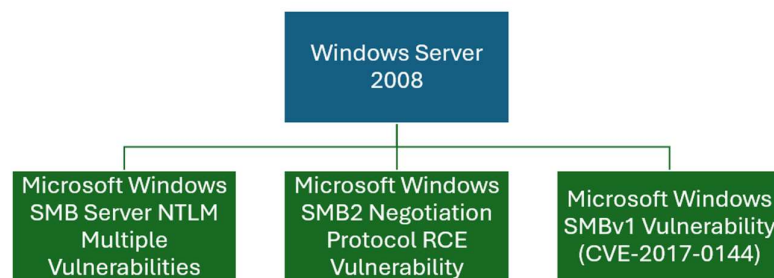 Windows Server
2008
Microsoft Windows
SMB Server NTLM
Multiple
Vulnerabilities
Microsoft Windows
SMB2 Negotiation
Protocol RCE
Vulnerability
Microsoft Windows
SMBv1 Vulnerability
(CVE-2017-0144)